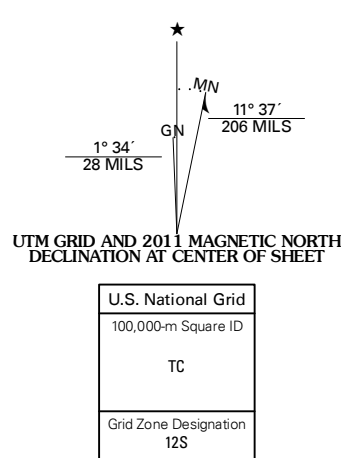 ★
MN
GN
11° 37´
206 MILS
1° 34´
28 MILS
UTM GRID AND 2011 MAGNETIC NORTH
DECLINATION AT CENTER OF SHEET
U.S. National Grid
100,000-m Square ID
TC
Grid Zone Designation
12S